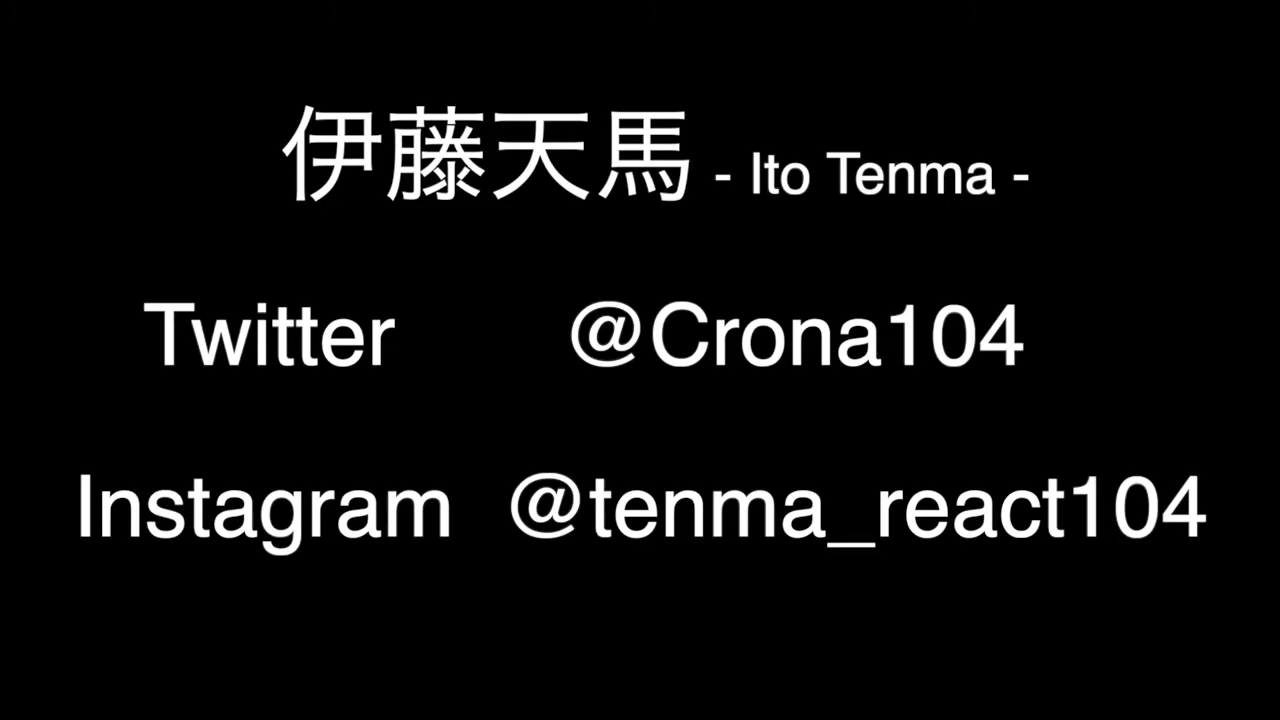 伊藤天馬 - Ito Tenma -
Twitter @Crona104
Instagram @tenma_react104